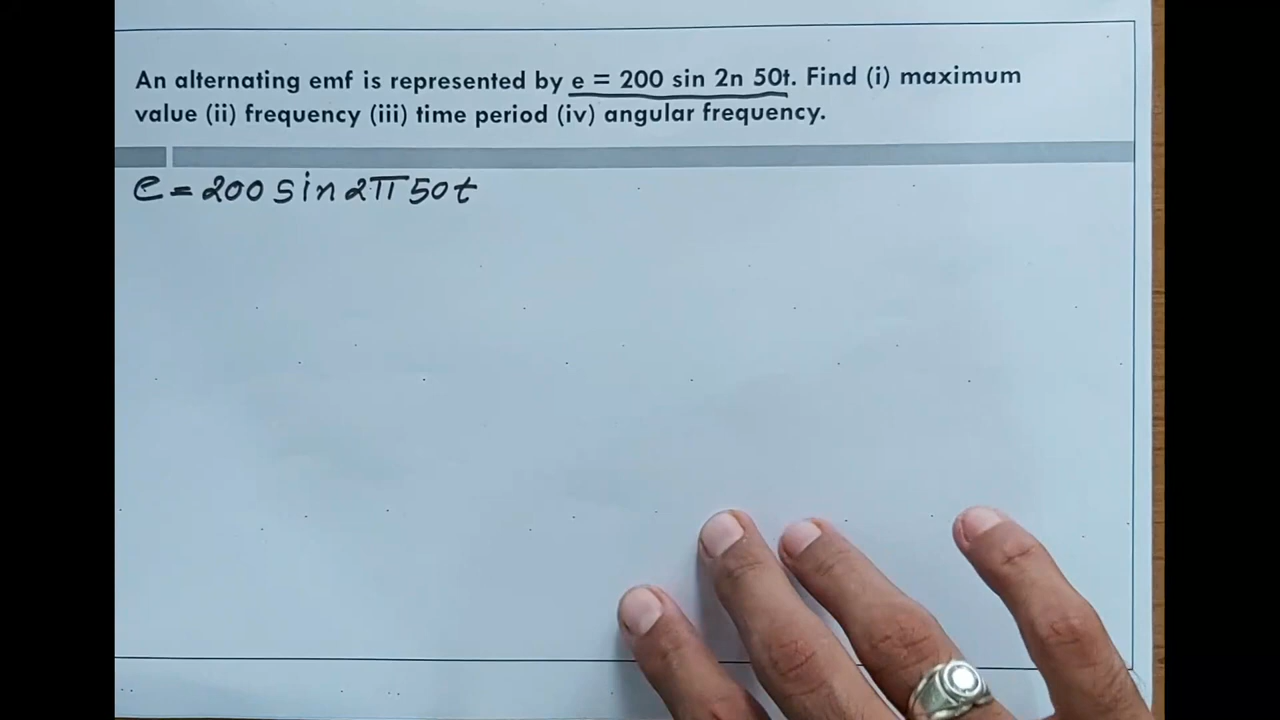 An alternating emf is represented by e = 200 sin 2n 50t. Find (i) maximum
value (ii) frequency (iii) time period (iv) angular frequency.
e = 200 sin 2π 50t